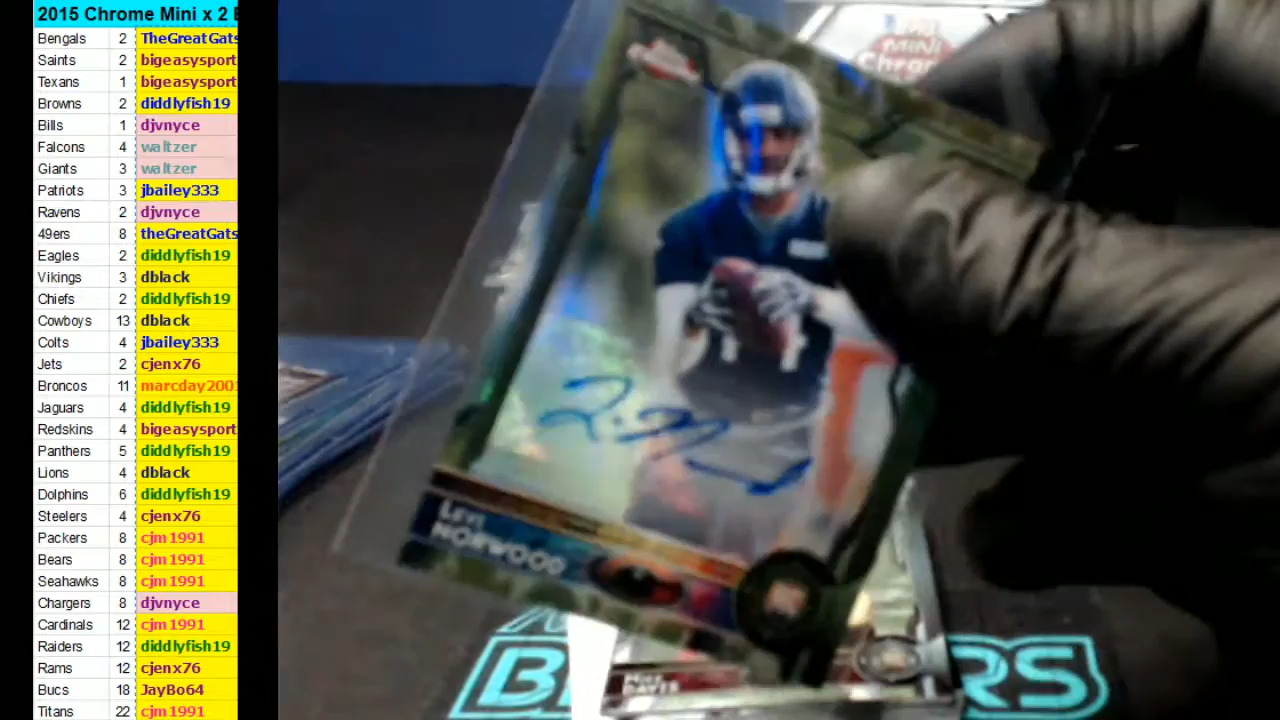 2015 Chrome Mini x 2 B
Bengals 2 TheGreatGats
Saints 2 bigeasysport
Texans 1 bigeasysport
Browns 2 diddlyfish19
Bills 1 djvnyce
Falcons 4 waltzer
Giants 3 waltzer
Patriots 3 jbailey333
Ravens 2 djvnyce
49ers 8 theGreatGats
Eagles 2 diddlyfish19
Vikings 3 dblack
Chiefs 2 diddlyfish19
Cowboys 13 dblack
Colts 4 jbailey333
Jets 2 cjenx76
Broncos 11 marcday2001
Jaguars 4 diddlyfish19
Redskins 4 bigeasysport
Panthers 5 diddlyfish19
Lions 4 dblack
Dolphins 6 diddlyfish19
Steelers 4 cjenx76
Packers 8 cjm1991
Bears 8 cjm1991
Seahawks 8 cjm1991
Chargers 8 djvnyce
Cardinals 12 cjm1991
Raiders 12 diddlyfish19
Rams 12 cjenx76
Bucs 18 JayBo64
Titans 22 cjm1991
MINI
Chrome
LEVI
NORWOOD
MIKE
DAVIS